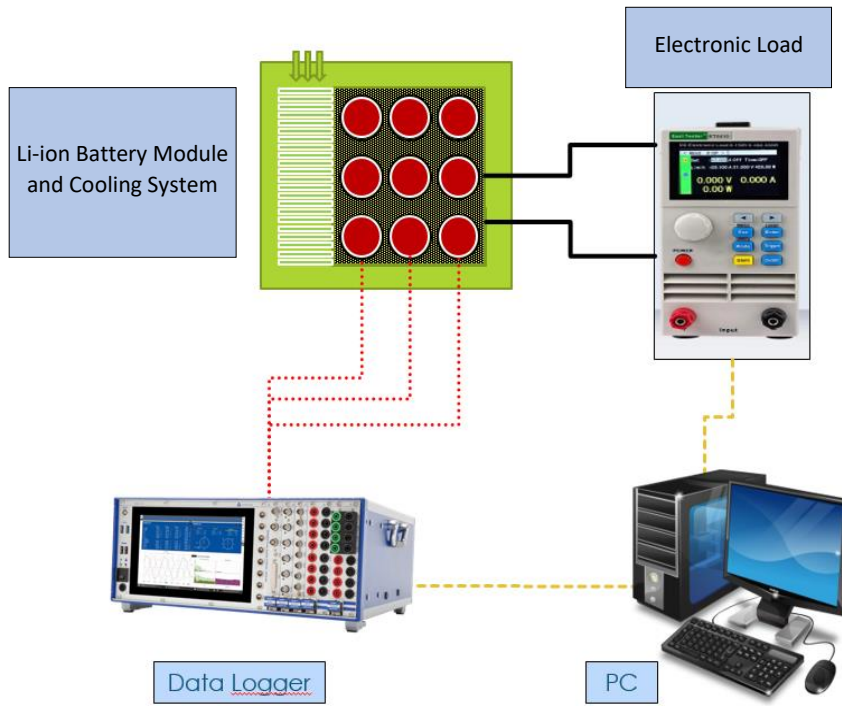 Electronic Load
Li-ion Battery Module
and Cooling System
0.000 V 0.000 A
0.00 W
POWER
Input
Data Logger
PC